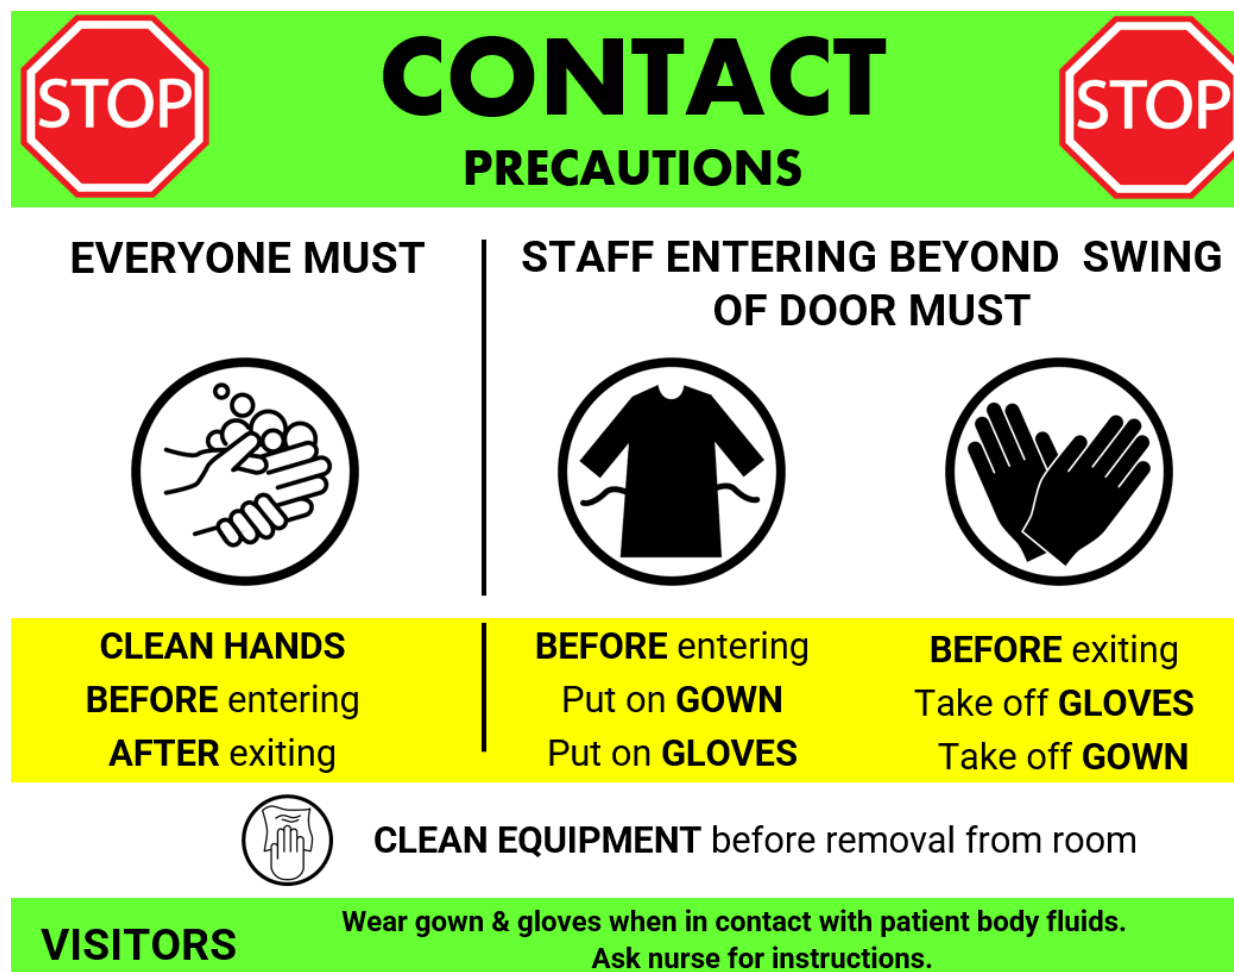 STOP
CONTACT
STOP
PRECAUTIONS
EVERYONE MUST
STAFF ENTERING BEYOND SWING
OF DOOR MUST
CLEAN HANDS
BEFORE entering
AFTER exiting
BEFORE entering
Put on GOWN
Put on GLOVES
BEFORE exiting
Take off GLOVES
Take off GOWN
CLEAN EQUIPMENT before removal from room
VISITORS
Wear gown & gloves when in contact with patient body fluids.
Ask nurse for instructions.